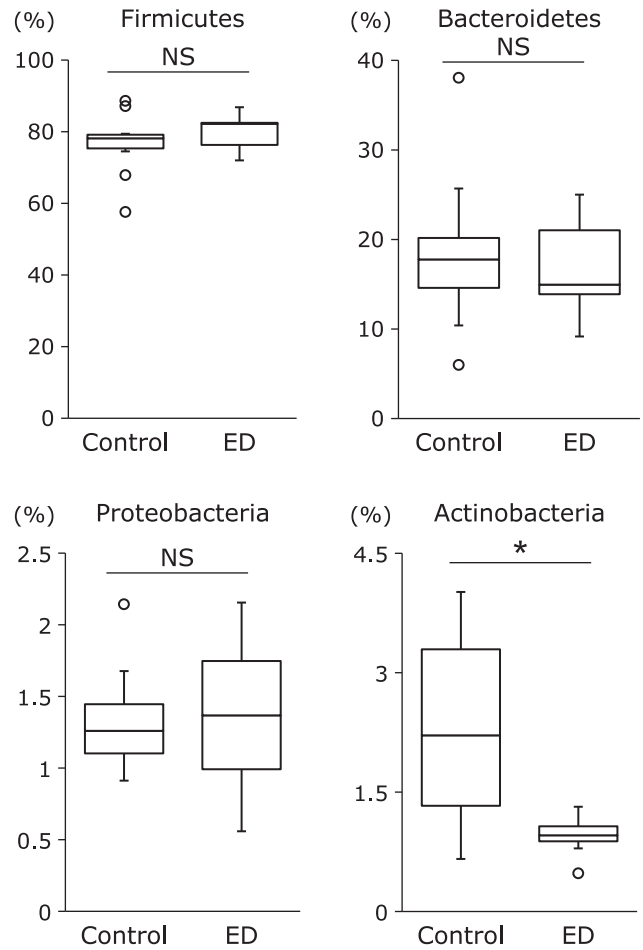 (%) Firmicutes
NS
100
80
60
40
20
0
Control ED
(%) Bacteroidetes
NS
40
30
20
10
0
Control ED
(%) Proteobacteria
NS
2.5
2
1.5
1
0.5
0
Control ED
(%) Actinobacteria
*
4.5
3
1.5
0
Control ED